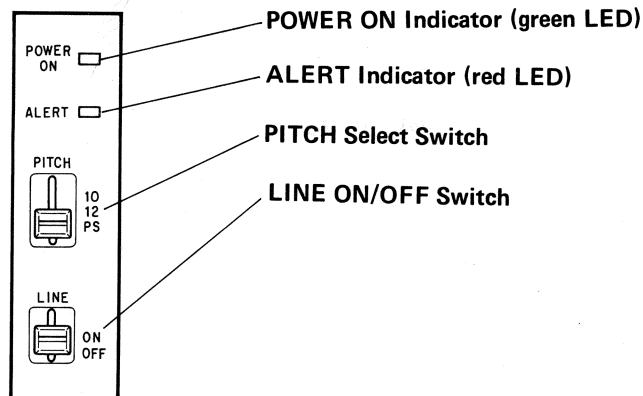 POWER
ON
ALERT
PITCH
10
12
PS
LINE
ON
OFF
POWER ON Indicator (green LED)
ALERT Indicator (red LED)
PITCH Select Switch
LINE ON/OFF Switch